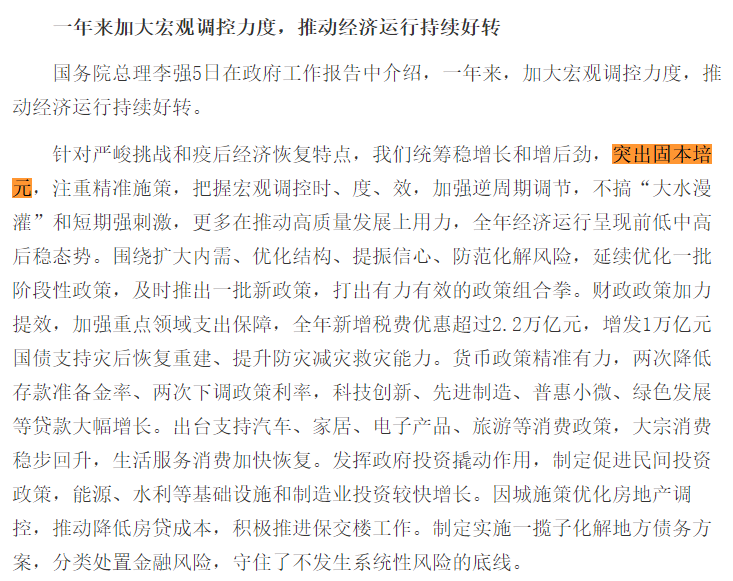 一年来加大宏观调控力度，推动经济运行持续好转
国务院总理李强5日在政府工作报告中介绍，一年来，加大宏观调控力度，推
动经济运行持续好转。
针对严峻挑战和疫后经济恢复特点，我们统筹稳增长和增后劲，突出固本培
元，注重精准施策，把握宏观调控时、度、效，加强逆周期调节，不搞“大水漫
灌”和短期强刺激，更多在推动高质量发展上用力，全年经济运行呈现前低中高
后稳态势。围绕扩大内需、优化结构、提振信心、防范化解风险，延续优化一批
阶段性政策，及时推出一批新政策，打出有力有效的政策组合拳。财政政策加力
提效，加强重点领域支出保障，全年新增税费优惠超过2.2万亿元，增发1万亿元
国债支持灾后恢复重建、提升防灾减灾救灾能力。货币政策精准有力，两次降低
存款准备金率、两次下调政策利率，科技创新、先进制造、普惠小微、绿色发展
等贷款大幅增长。出台支持汽车、家居、电子产品、旅游等消费政策，大宗消费
稳步回升，生活服务消费加快恢复。发挥政府投资撬动作用，制定促进民间投资
政策，能源、水利等基础设施和制造业投资较快增长。因城施策优化房地产调
控，推动降低房贷成本，积极推进保交楼工作。制定实施一揽子化解地方债务方
案，分类处置金融风险，守住了不发生系统性风险的底线。